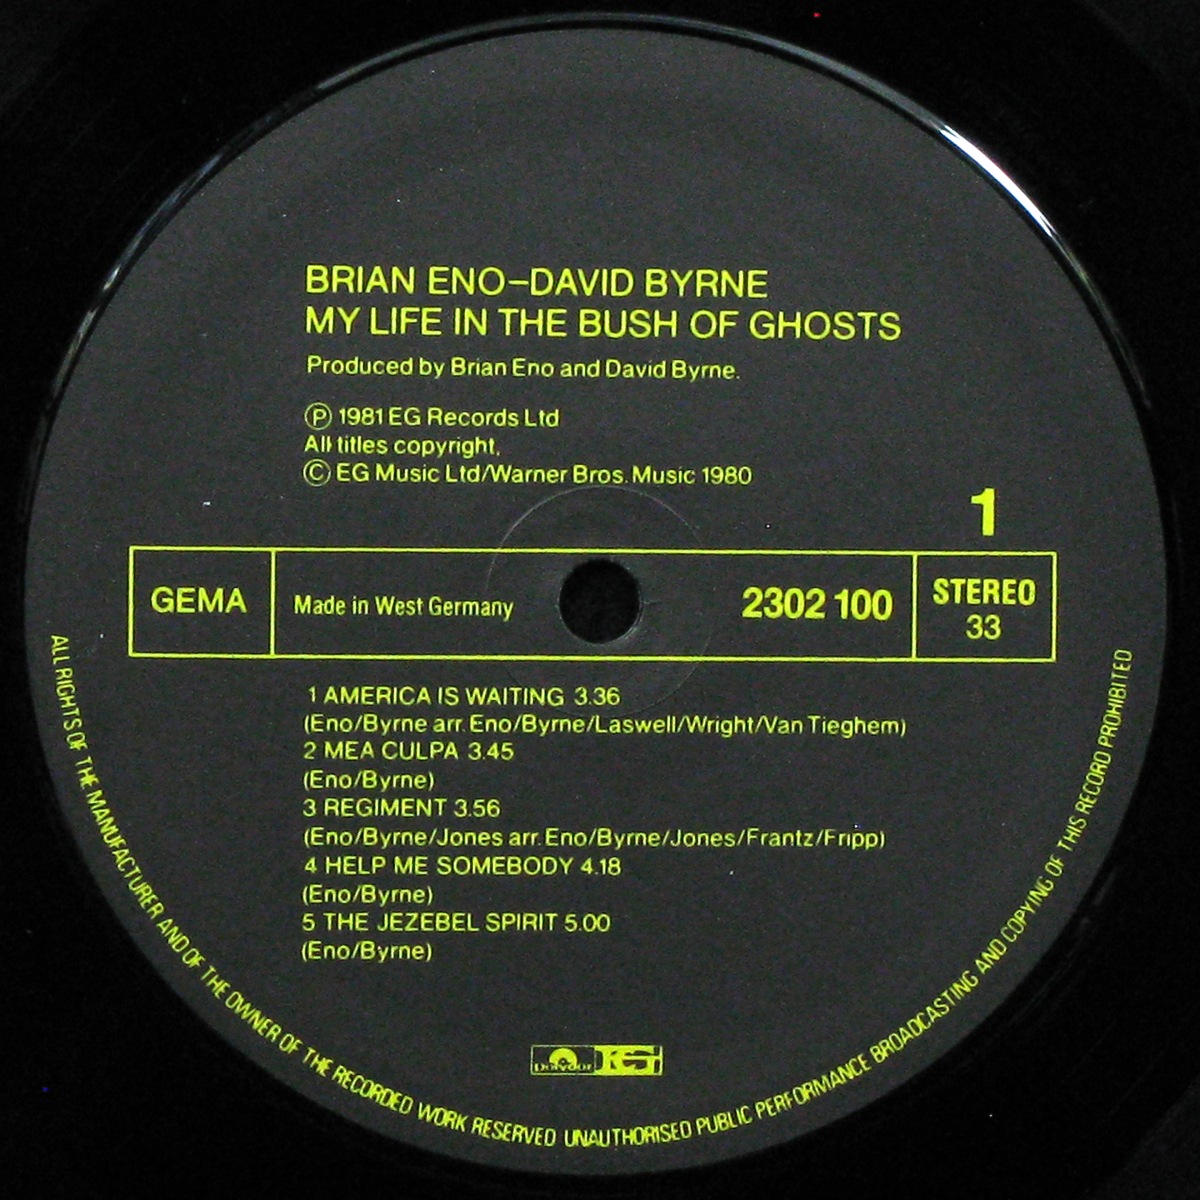 BRIAN ENO–DAVID BYRNE
MY LIFE IN THE BUSH OF GHOSTS
Produced by Brian Eno and David Byrne.
Ⓟ 1981 EG Records Ltd
All titles copyright,
© EG Music Ltd/Warner Bros. Music 1980
1
GEMA
Made in West Germany
2302 100
STEREO
33
1 AMERICA IS WAITING 3.36
(Eno/Byrne arr. Eno/Byrne/Laswell/Wright/Van Tieghem)
2 MEA CULPA 3.45
(Eno/Byrne)
3 REGIMENT 3.56
(Eno/Byrne/Jones arr. Eno/Byrne/Jones/Frantz/Fripp)
4 HELP ME SOMEBODY 4.18
(Eno/Byrne)
5 THE JEZEBEL SPIRIT 5.00
(Eno/Byrne)
polydor EG
ALL RIGHTS OF THE MANUFACTURER AND OF THE OWNER OF THE RECORDED WORK RESERVED UNAUTHORISED PUBLIC PERFORMANCE BROADCASTING AND COPYING OF THIS RECORD PROHIBITED